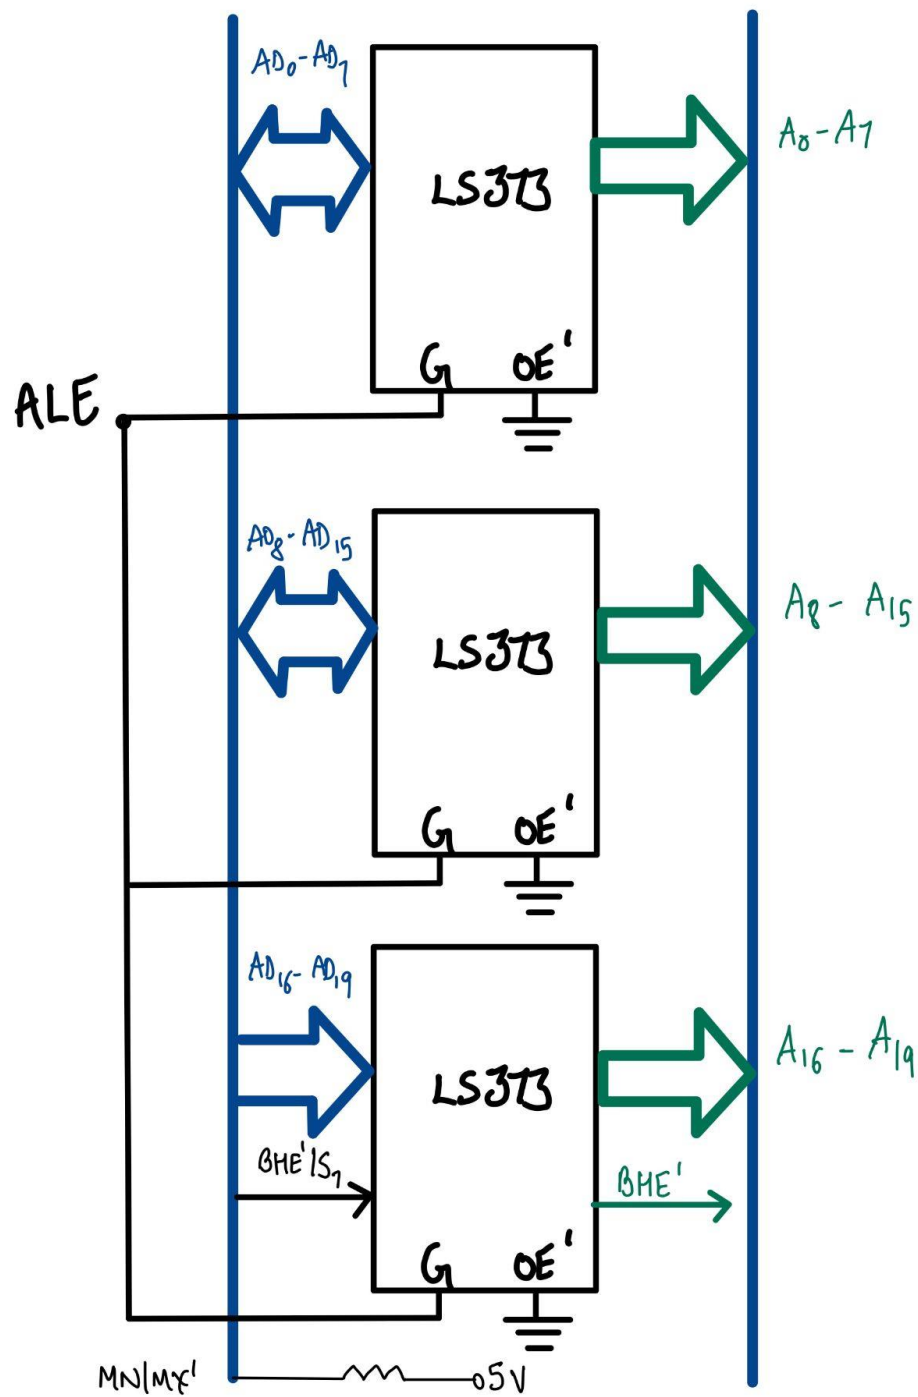 AD₀-AD₇
A₀-A₇
LS373
G OE'
ALE
AD₈-AD₁₅
A₈ - A₁₅
LS373
G OE'
AD₁₆-AD₁₉
A₁₆ - A₁₉
LS373
BHE'/S₇
BHE'
G OE'
MN/MX'
5V